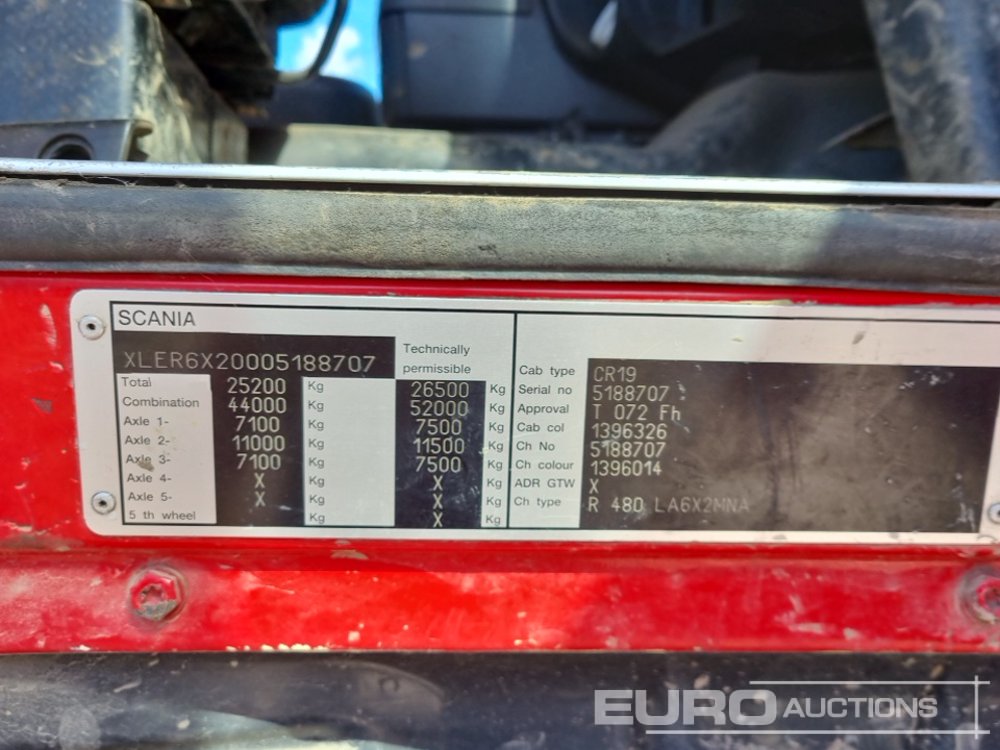 SCANIA
XLER6X20005188707
Technically
permissible
Total 25200 Kg 26500 Kg
Combination 44000 Kg 52000 Kg
Axle 1- 7100 Kg 7500 Kg
Axle 2- 11000 Kg 11500 Kg
Axle 3- 7100 Kg 7500 Kg
Axle 4- X Kg X Kg
Axle 5- X Kg X Kg
5 th wheel Kg X Kg
Cab type CR19
Serial no 5188707
Approval T 072 Fh
Cab col 1396326
Ch No 5188707
Ch colour 1396014
ADR GTW X
Ch type R 480 LA6X2MNA
EURO AUCTIONS